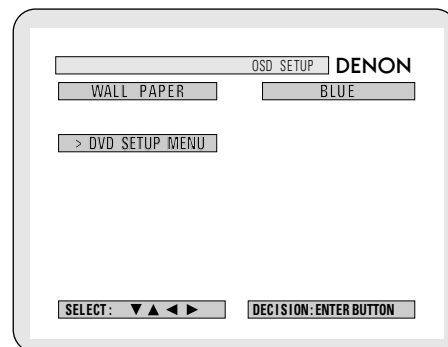 OSD SETUP DENON
WALL PAPER BLUE
> DVD SETUP MENU
SELECT: ▼ ▲ ◄ ► DECISION: ENTER BUTTON